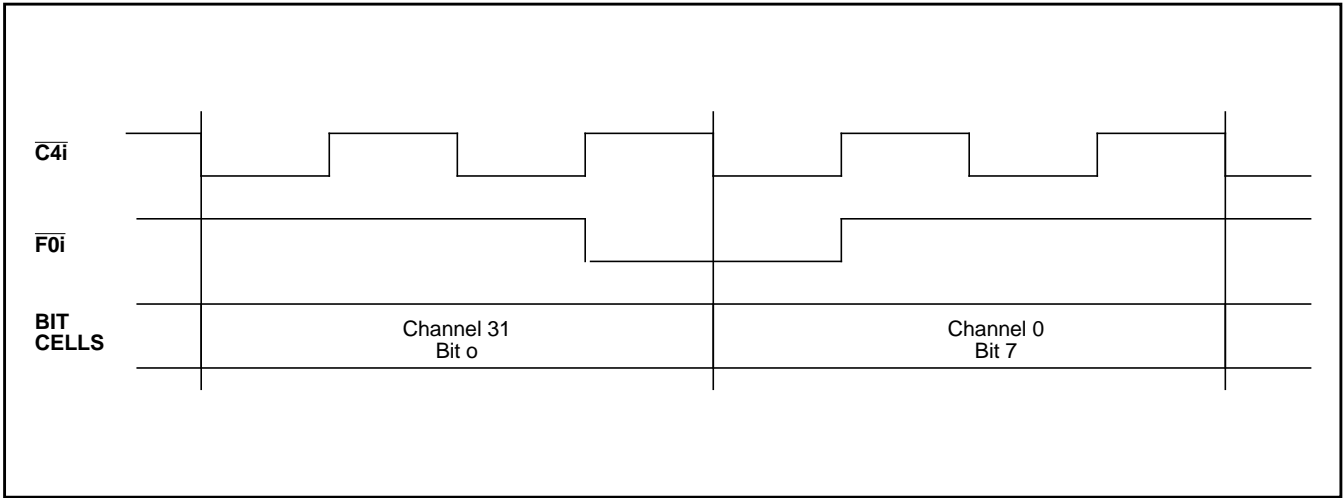 C4i
F0i
BIT
CELLS
Channel 31
Bit o
Channel 0
Bit 7